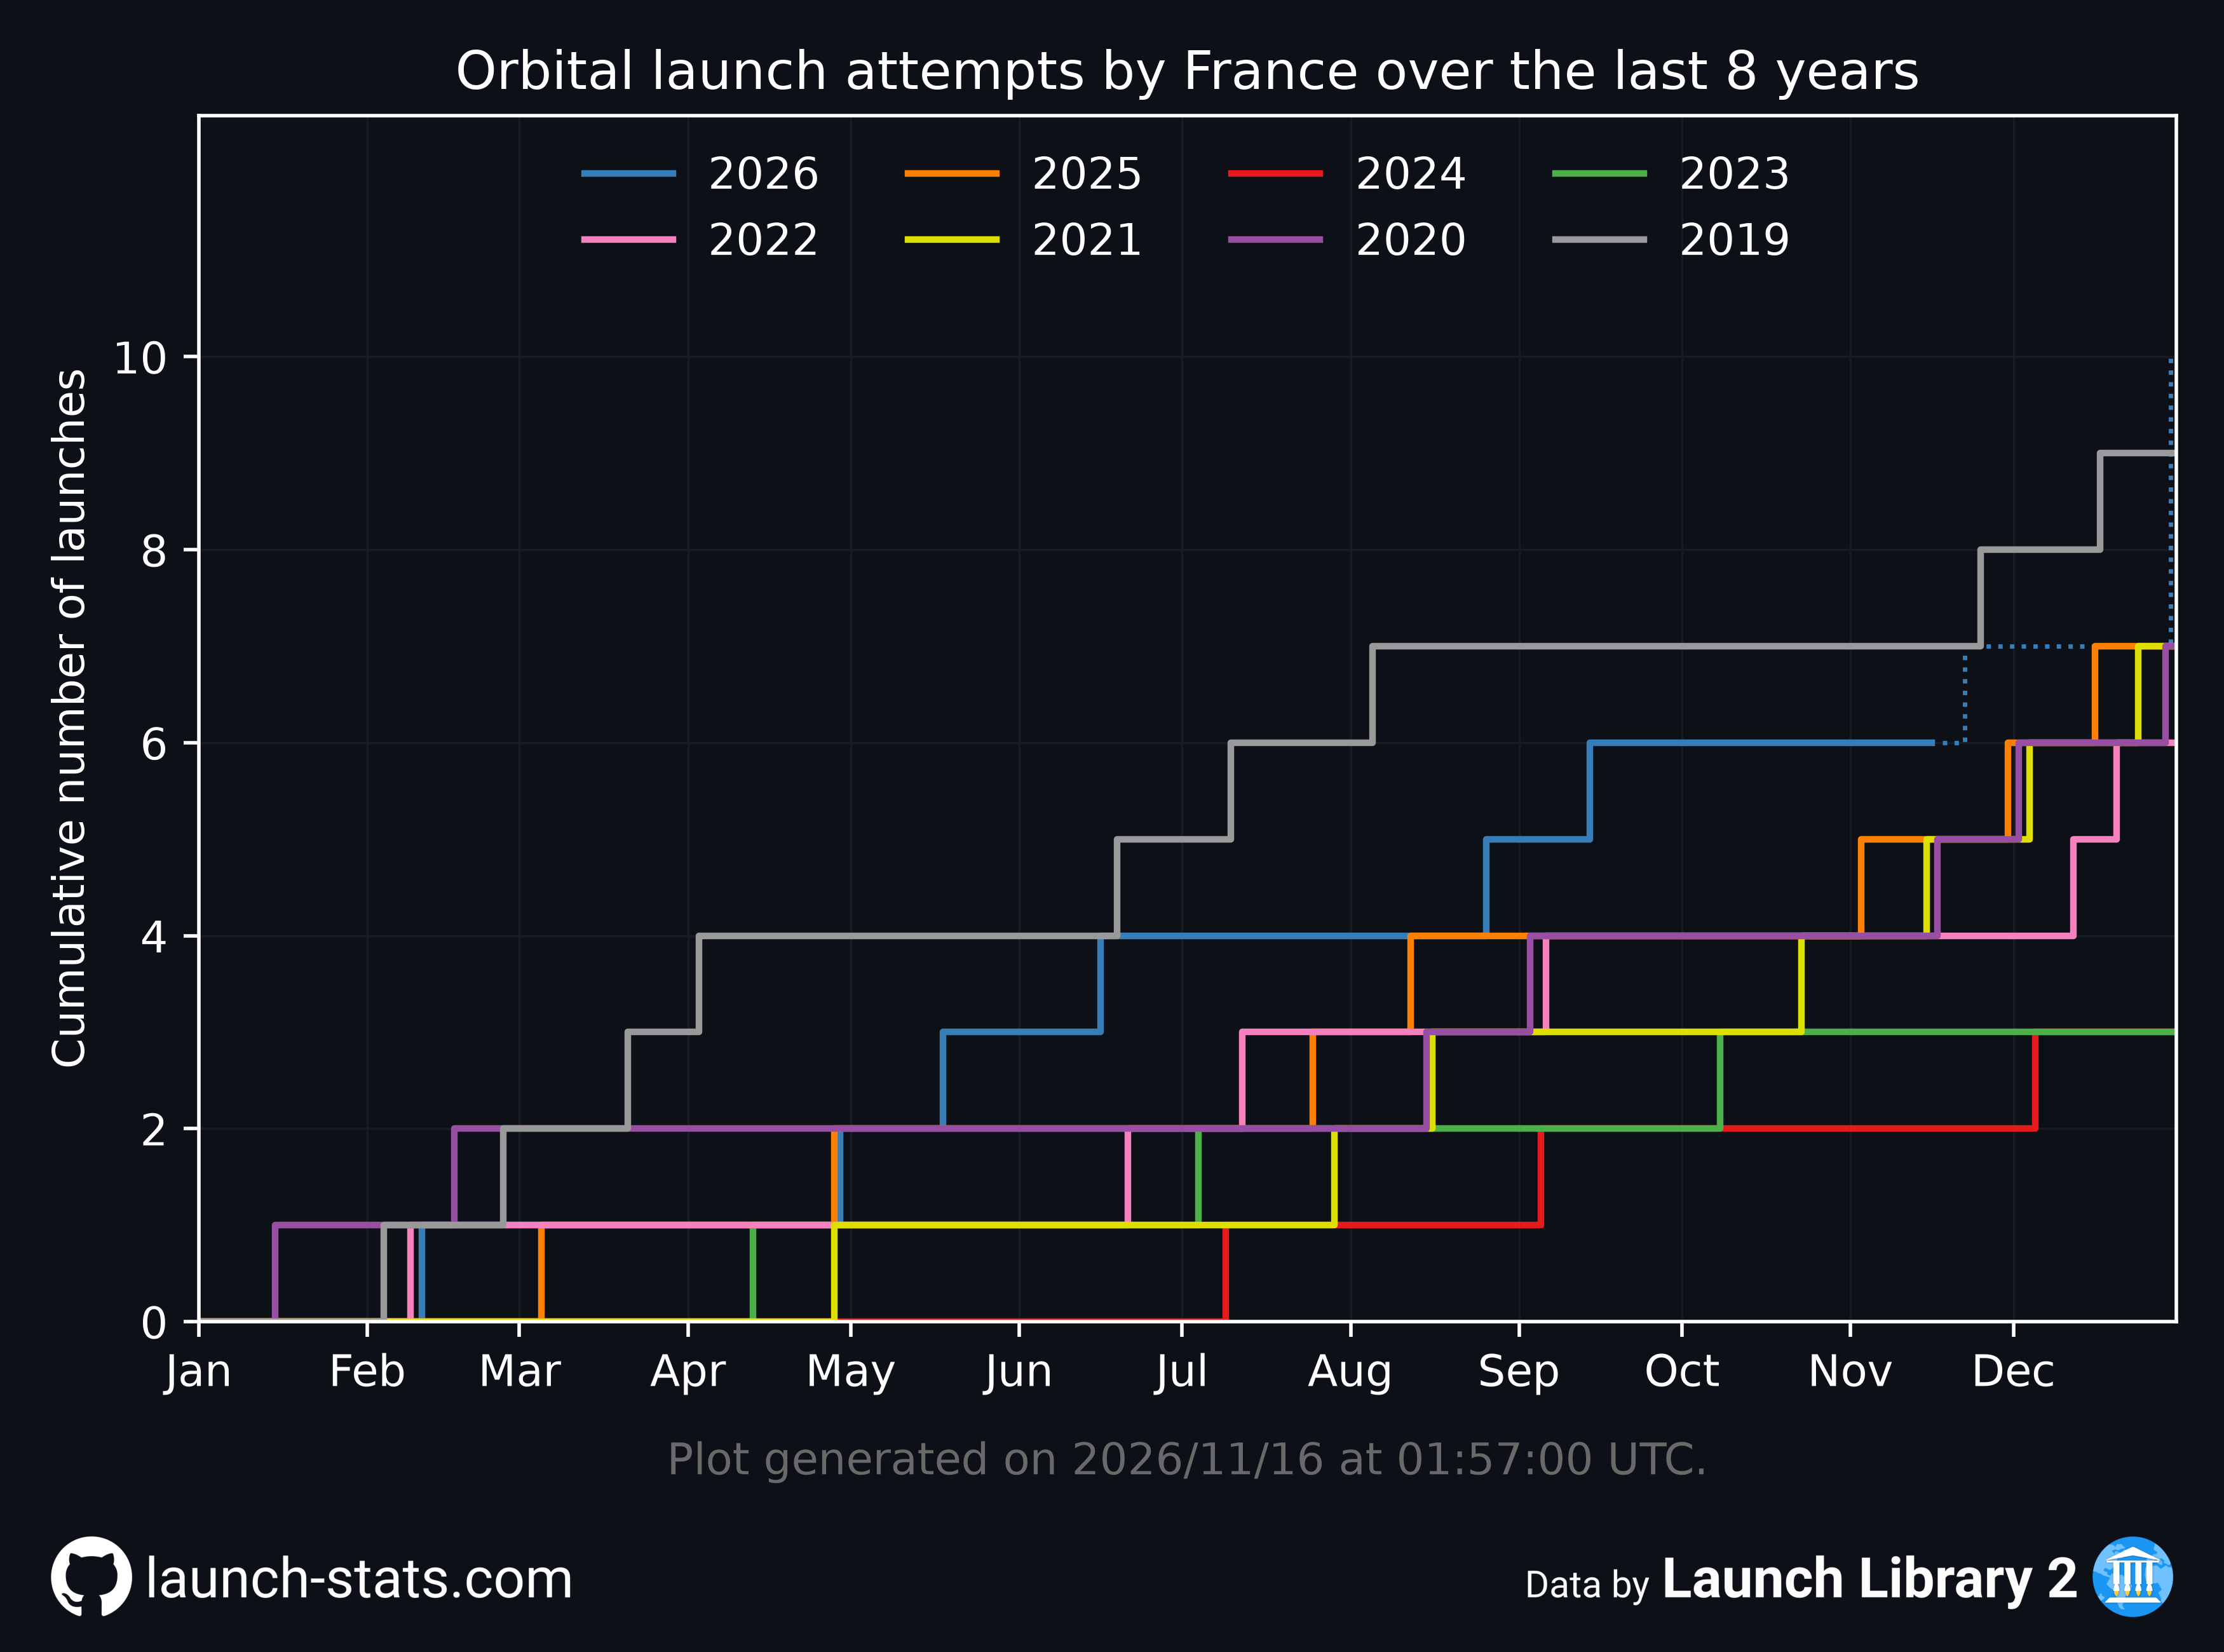 Orbital launch attempts by France over the last 8 years
2026 2025 2024 2023
2022 2021 2020 2019
Cumulative number of launches
10
8
6
4
2
0
Jan Feb Mar Apr May Jun Jul Aug Sep Oct Nov Dec
Plot generated on 2026/11/16 at 01:57:00 UTC.
launch-stats.com
Data by Launch Library 2